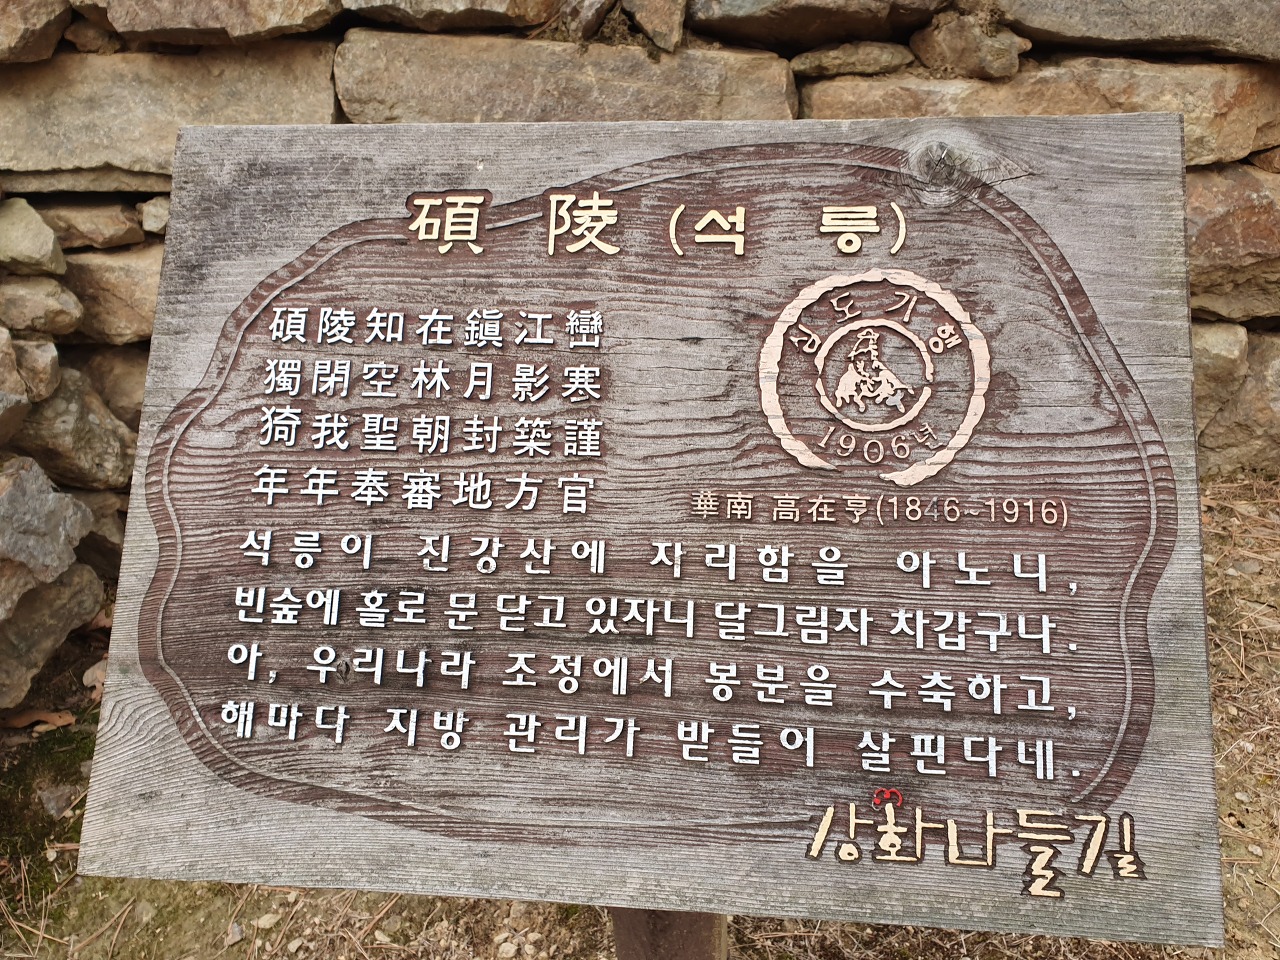 碩 陵 (석 릉)
碩陵知在鎭江巒
獨閉空林月影寒
猗我聖朝封築謹
年年奉審地方官
남도기행
1906년
華南 高在亨(1846~1916)
석릉이 진강산에 자리함을 아노니,
빈숲에 홀로 문 닫고 있자니 달그림자 차갑구나.
아, 우리나라 조정에서 봉분을 수축하고,
해마다 지방 관리가 받들어 살핀다네.
강화나들길